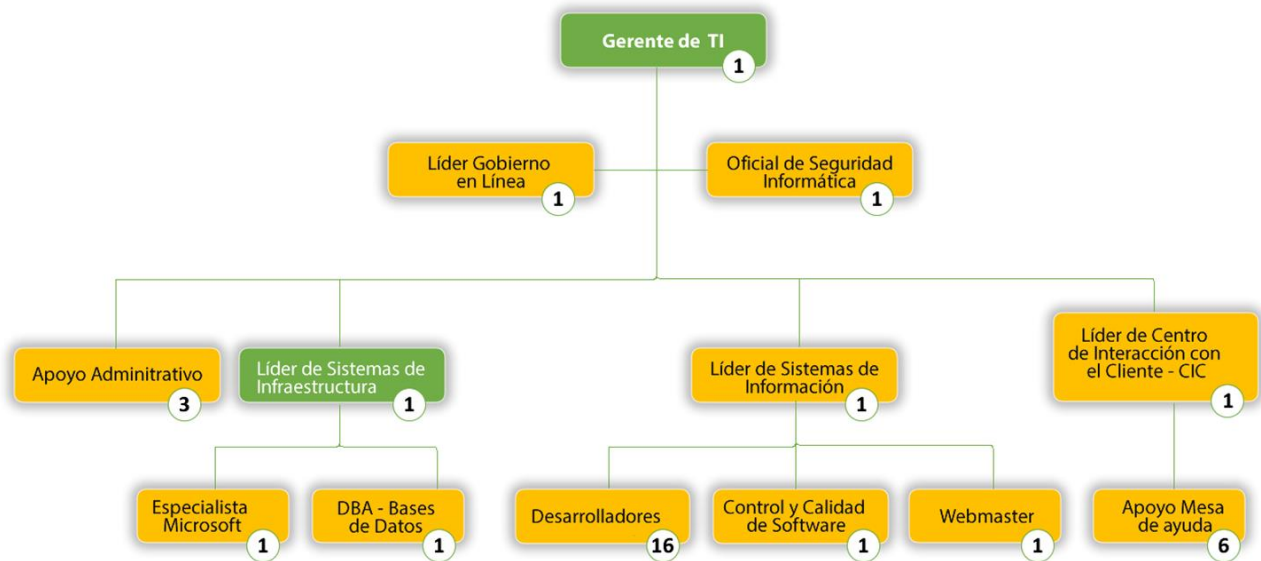 Gerente de TI
1
Líder Gobierno
en Línea
1
Oficial de Seguridad
Informática
1
Apoyo Adminitrativo
3
Líder de Sistemas de
Infraestructura
1
Líder de Sistemas de
Información
1
Líder de Centro
de Interacción con
el Cliente - CIC
1
Especialista
Microsoft
1
DBA - Bases
de Datos
1
Desarrolladores
16
Control y Calidad
de Software
1
Webmaster
1
Apoyo Mesa
de ayuda
6